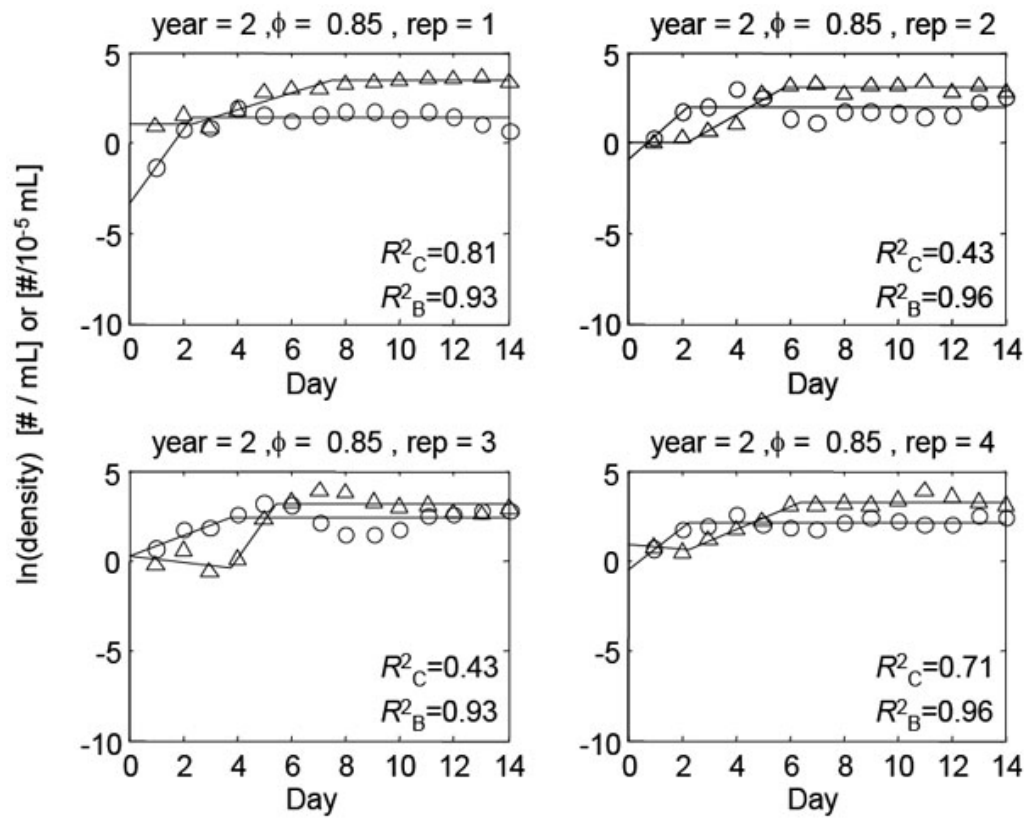 year = 2 ,ϕ = 0.85 , rep = 1
5
0
-5
-10
R²C=0.81
R²B=0.93
0 2 4 6 8 10 12 14
Day
year = 2 ,ϕ = 0.85 , rep = 2
5
0
-5
-10
R²C=0.43
R²B=0.96
0 2 4 6 8 10 12 14
Day
ln(density) [# / mL] or [#/10⁻⁵ mL]
year = 2 ,ϕ = 0.85 , rep = 3
5
0
-5
-10
R²C=0.43
R²B=0.93
0 2 4 6 8 10 12 14
Day
year = 2 ,ϕ = 0.85 , rep = 4
5
0
-5
-10
R²C=0.71
R²B=0.96
0 2 4 6 8 10 12 14
Day